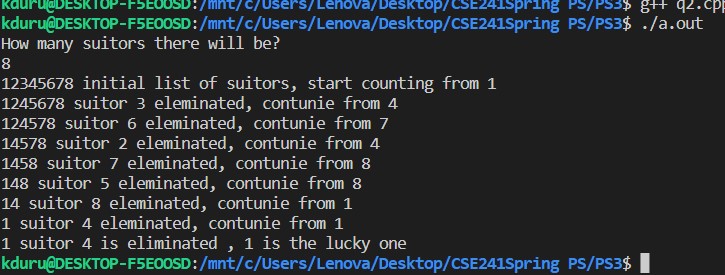 kduru@DESKTOP-F5EOOSD:/mnt/c/Users/Lenova/Desktop/CSE241Spring PS/PS3$ g++ q2.cpp
kduru@DESKTOP-F5EOOSD:/mnt/c/Users/Lenova/Desktop/CSE241Spring PS/PS3$ ./a.out
How many suitors there will be?
8
12345678 initial list of suitors, start counting from 1
1245678 suitor 3 eleminated, contunie from 4
124578 suitor 6 eleminated, contunie from 7
14578 suitor 2 eleminated, contunie from 4
1458 suitor 7 eleminated, contunie from 8
148 suitor 5 eleminated, contunie from 8
14 suitor 8 eleminated, contunie from 1
1 suitor 4 eleminated, contunie from 1
1 suitor 4 is eliminated , 1 is the lucky one
kduru@DESKTOP-F5EOOSD:/mnt/c/Users/Lenova/Desktop/CSE241Spring PS/PS3$